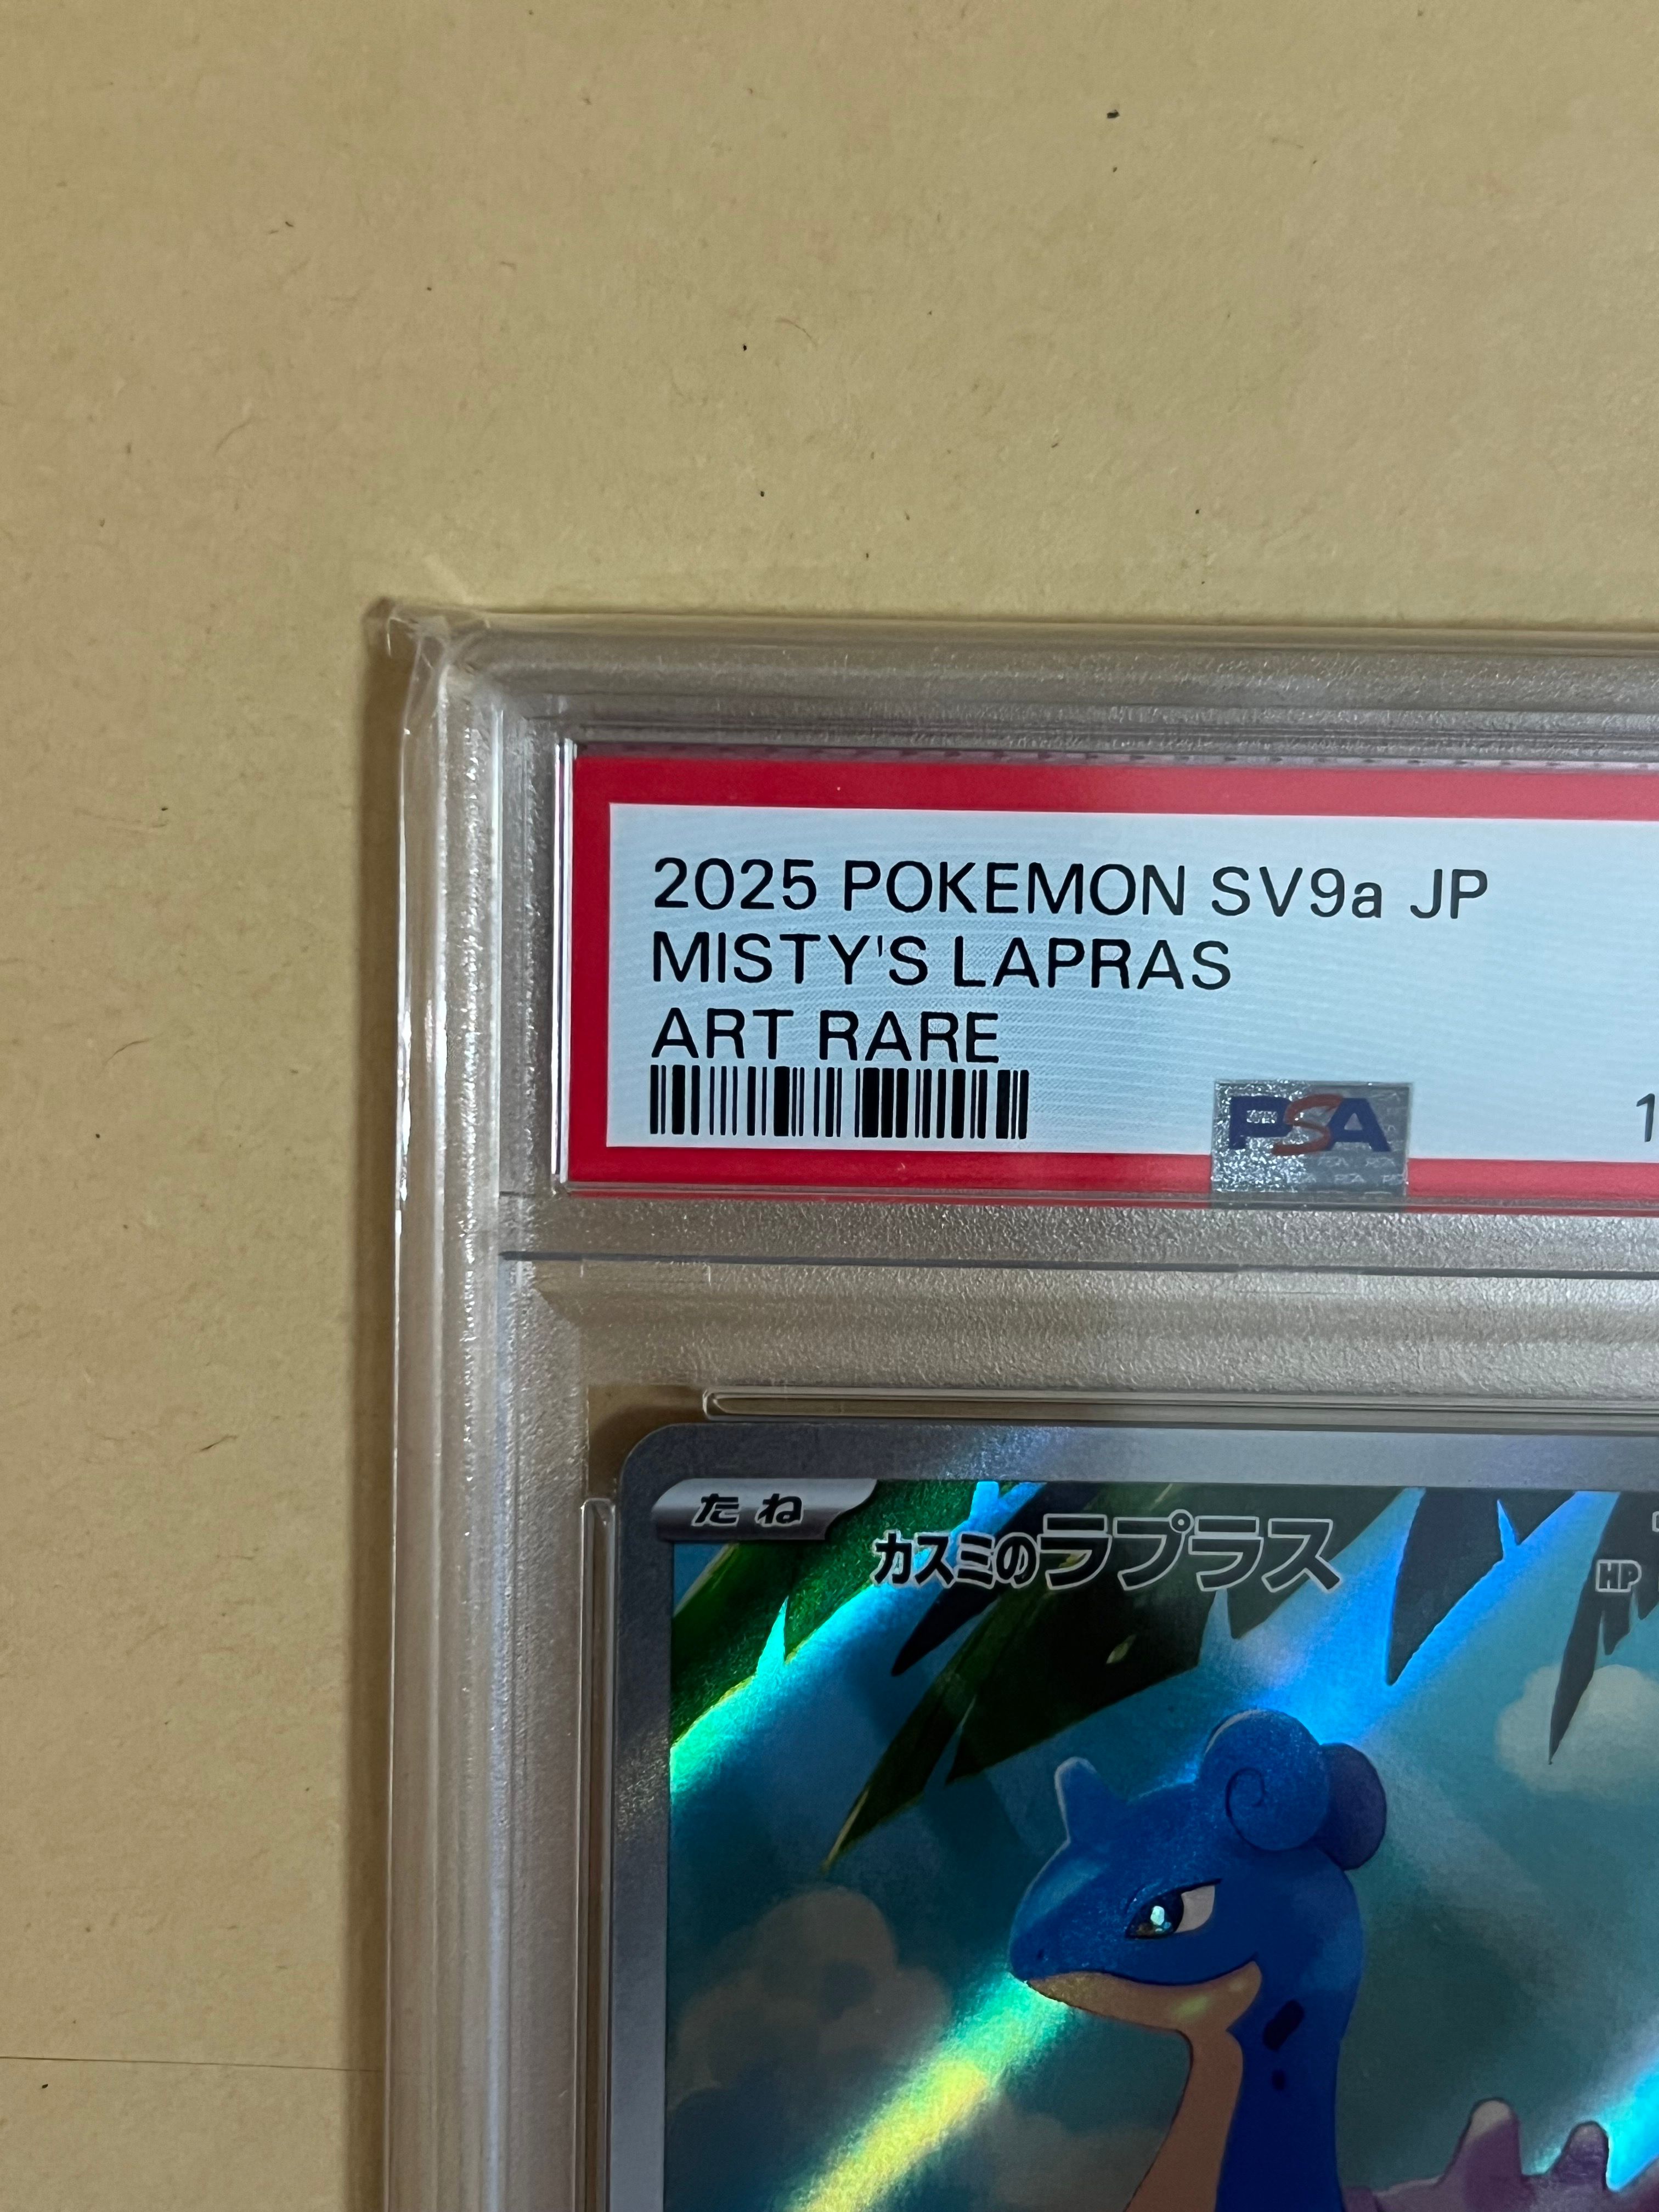 2025 POKEMON SV9a JP
MISTY'S LAPRAS
ART RARE
PSA
1
たね
カスミのラプラス
HP